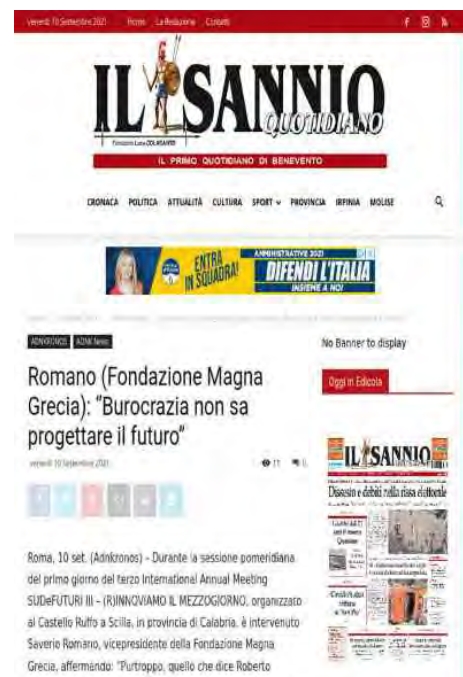 venerdì 10 Settembre 2021 Home La Redazione Contatti
IL SANNIO
QUOTIDIANO
IL PRIMO QUOTIDIANO DI BENEVENTO
CRONACA POLITICA ATTUALITÀ CULTURA SPORT PROVINCIA IRPINIA MOLISE
ENTRA
IN SQUADRA!
AMMINISTRATIVE 2021
DIFENDI L'ITALIA
INSIEME A NOI
ADNKRONOS ADNK News
No Banner to display
Romano (Fondazione Magna
Grecia): “Burocrazia non sa
progettare il futuro”
venerdì 10 Settembre 2021
11 0
Oggi in Edicola
IL SANNIO
Dissesto e debiti nella rissa elettorale
Roma, 10 set. (Adnkronos) – Durante la sessione pomeridiana
del primo giorno del terzo International Annual Meeting
SUDeFUTURI III – (R)INNOVIAMO IL MEZZOGIORNO, organizzato
al Castello Ruffo a Scilla, in provincia di Calabria, è intervenuto
Saverio Romano, vicepresidente della Fondazione Magna
Grecia, affermando: “Purtroppo, quello che dice Roberto